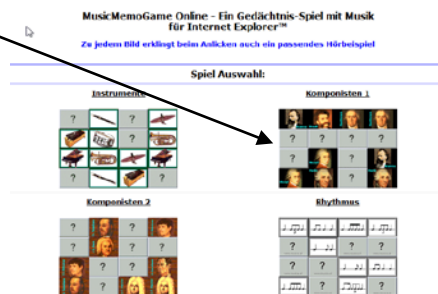 MusicMemoGame Online - Ein Gedächtnis-Spiel mit Musik
für Internet Explorer™
Zu jedem Bild erklingt beim Anlicken auch ein passendes Hörbeispiel
Spiel Auswahl:
Instrumente
Komponisten 1
? ?
? ?
? ? ? ?
? ?
? ?
Komponisten 2
Rhythmus
? ?
? ? ?
? ?
?
? ? ?
? ?
? ?